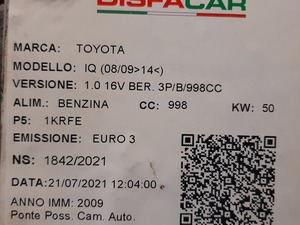 DISFACAR
MARCA: TOYOTA
MODELLO: IQ (08/09>14<)
VERSIONE: 1.0 16V BER. 3P/B/998CC
ALIM.: BENZINA CC: 998 KW: 50
P5: 1KRFE
EMISSIONE: EURO 3
NS: 1842/2021
DATA:21/07/2021 12:04:00
ANNO IMM: 2009
Ponte Poss. Cam. Auto.